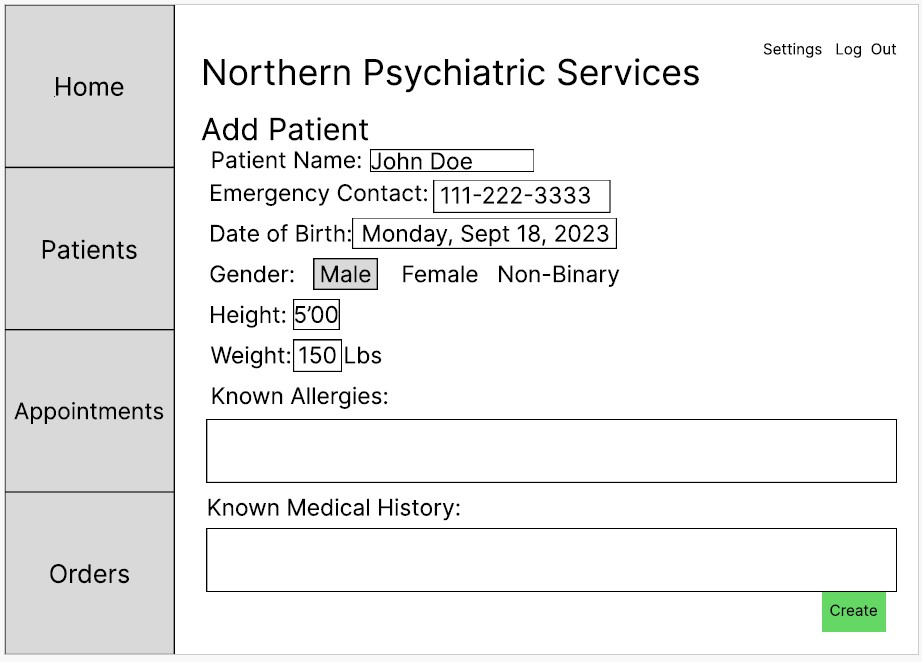 Home
Patients
Appointments
Orders
Settings Log Out
Northern Psychiatric Services
Add Patient
Patient Name: John Doe
Emergency Contact: 111-222-3333
Date of Birth: Monday, Sept 18, 2023
Gender: Male Female Non-Binary
Height: 5’00
Weight: 150 Lbs
Known Allergies:
Known Medical History:
Create